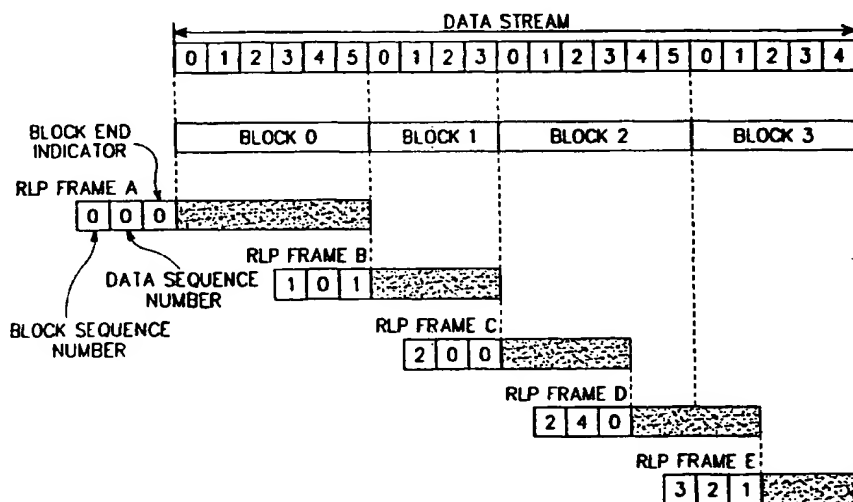 DATA STREAM
0 1 2 3 4 5 0 1 2 3 0 1 2 3 4 5 0 1 2 3 4
BLOCK END
INDICATOR
BLOCK 0 BLOCK 1 BLOCK 2 BLOCK 3
RLP FRAME A
0 0 0
DATA SEQUENCE
NUMBER
BLOCK SEQUENCE
NUMBER
RLP FRAME B
1 0 1
RLP FRAME C
2 0 0
RLP FRAME D
2 4 0
RLP FRAME E
3 2 1